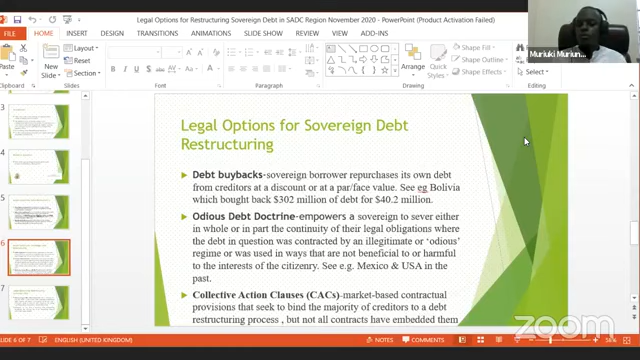 Legal Options for Restructuring Sovereign Debt in SADC Region November 2020 - PowerPoint (Product Activation Failed)
FILE HOME INSERT DESIGN TRANSITIONS ANIMATIONS SLIDE SHOW REVIEW VIEW ADD-INS
Paste
New Slide
Layout
Reset
Section
Clipboard
Slides
Font
Paragraph
Arrange
Quick Styles
Shape Fill
Shape Outline
Shape Effects
Drawing
Select
Editing
Muriuki Muriun...
3
4
5
6
7
Legal Options for Sovereign Debt
Restructuring
Debt buybacks-sovereign borrower repurchases its own debt
from creditors at a discount or at a par/face value. See eg Bolivia
which bought back $302 million of debt for $40.2 million.
Odious Debt Doctrine-empowers a sovereign to sever either
in whole or in part the continuity of their legal obligations where
the debt in question was contracted by an illegitimate or ‘odious’
regime or was used in ways that are not beneficial to or harmful
to the interests of the citizenry. See e.g. Mexico & USA in the
past.
Collective Action Clauses (CACs)-market-based contractual
provisions that seek to bind the majority of creditors to a debt
restructuring process , but not all contracts have embedded them
zoom
SLIDE 6 OF 7 ENGLISH (UNITED KINGDOM) NOTES COMMENTS 58%